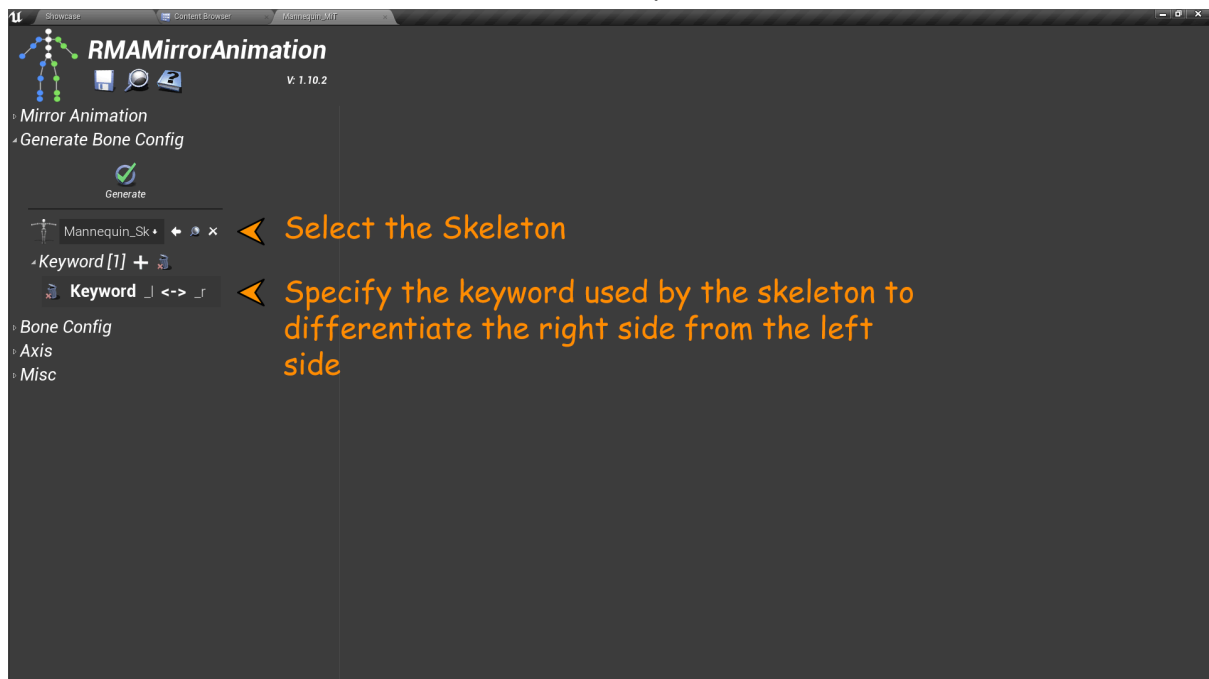 Showcase
Content Browser
Mannequin_MiT
RMAMirrorAnimation
V: 1.10.2
Mirror Animation
Generate Bone Config
Generate
Mannequin_Sk
Select the Skeleton
Keyword [1]
Keyword _l <-> _r
Specify the keyword used by the skeleton to
differentiate the right side from the left
side
Bone Config
Axis
Misc